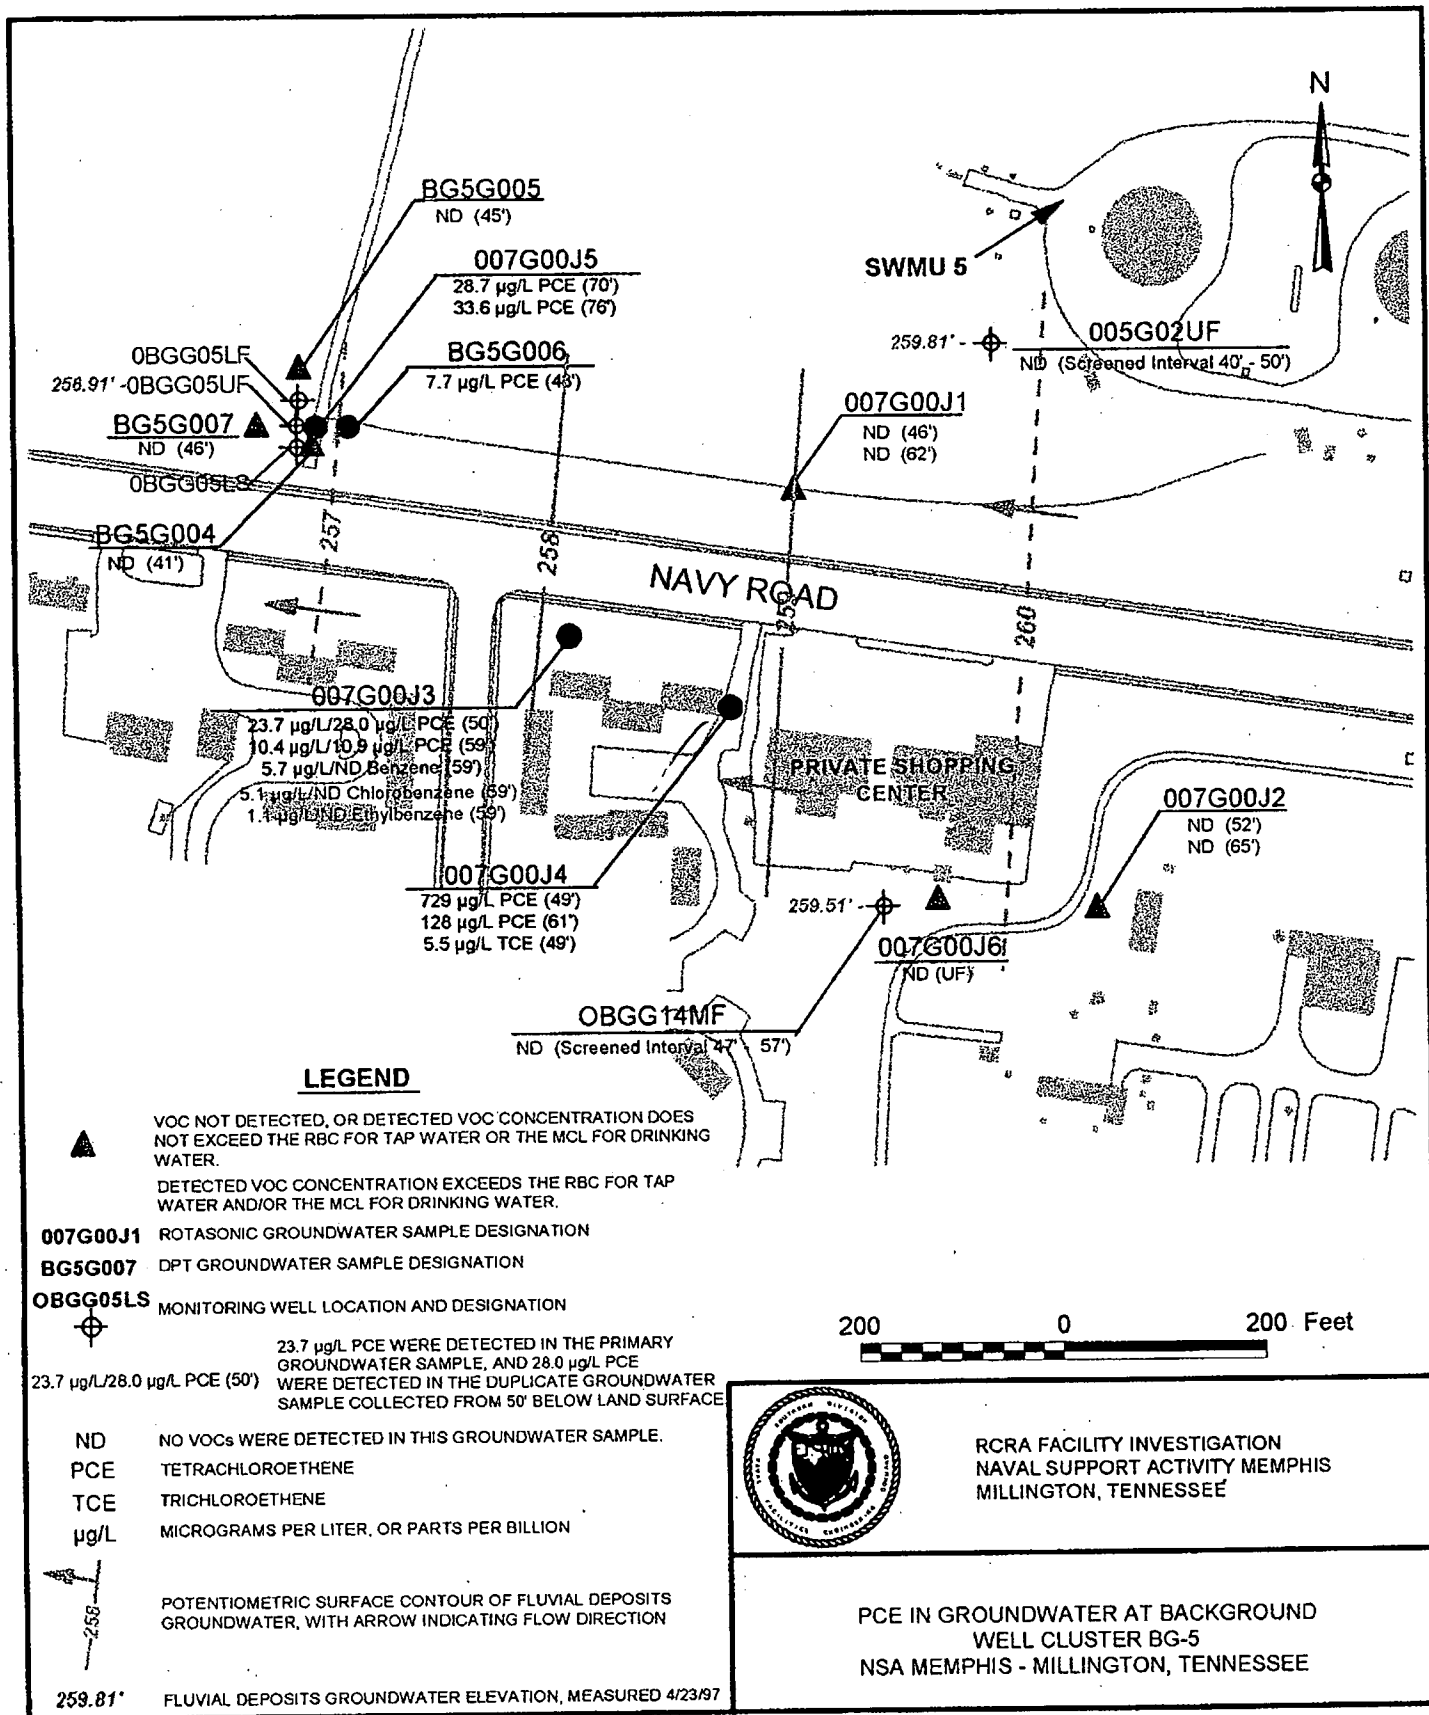 N
BG5G005
ND (45')
007G00J5
28.7 µg/L PCE (70')
33.6 µg/L PCE (76')
SWMU 5
005G02UF
259.81'
ND (Screened Interval 40' - 50')
0BGG05LF
BG5G006
256.91' -0BGG05UF
7.7 µg/L PCE (43')
BG5G007
ND (46')
007G00J1
ND (46')
ND (62')
0BGG05LS
BG5G004
ND (41')
257
258
NAVY ROAD
259
260
007G00J3
23.7 µg/L/28.0 µg/L PCE (50')
10.4 µg/L/10.9 µg/L PCE (59')
5.7 µg/L/ND Benzene (59')
5.1 µg/L/ND Chlorobenzene (59')
1.1 µg/L/ND Ethylbenzene (59')
PRIVATE SHOPPING
CENTER
007G00J2
ND (52')
ND (65')
007G00J4
729 µg/L PCE (49')
128 µg/L PCE (61')
5.5 µg/L TCE (49')
259.51'
007G00J6
ND (UF)
OBGG14MF
ND (Screened Interval 47' - 57')
LEGEND
VOC NOT DETECTED, OR DETECTED VOC CONCENTRATION DOES
NOT EXCEED THE RBC FOR TAP WATER OR THE MCL FOR DRINKING
WATER.
DETECTED VOC CONCENTRATION EXCEEDS THE RBC FOR TAP
WATER AND/OR THE MCL FOR DRINKING WATER.
007G00J1 ROTASONIC GROUNDWATER SAMPLE DESIGNATION
BG5G007 DPT GROUNDWATER SAMPLE DESIGNATION
OBGG05LS MONITORING WELL LOCATION AND DESIGNATION
23.7 µg/L PCE WERE DETECTED IN THE PRIMARY
GROUNDWATER SAMPLE, AND 28.0 µg/L PCE
23.7 µg/L/28.0 µg/L PCE (50') WERE DETECTED IN THE DUPLICATE GROUNDWATER
SAMPLE COLLECTED FROM 50' BELOW LAND SURFACE
ND NO VOCs WERE DETECTED IN THIS GROUNDWATER SAMPLE.
PCE TETRACHLOROETHENE
TCE TRICHLOROETHENE
µg/L MICROGRAMS PER LITER, OR PARTS PER BILLION
258
POTENTIOMETRIC SURFACE CONTOUR OF FLUVIAL DEPOSITS
GROUNDWATER, WITH ARROW INDICATING FLOW DIRECTION
259.81' FLUVIAL DEPOSITS GROUNDWATER ELEVATION, MEASURED 4/23/97
200 0 200 Feet
SOUTHERN DIVISION
NAVAL FACILITIES ENGINEERING COMMAND
RCRA FACILITY INVESTIGATION
NAVAL SUPPORT ACTIVITY MEMPHIS
MILLINGTON, TENNESSEE
PCE IN GROUNDWATER AT BACKGROUND
WELL CLUSTER BG-5
NSA MEMPHIS - MILLINGTON, TENNESSEE